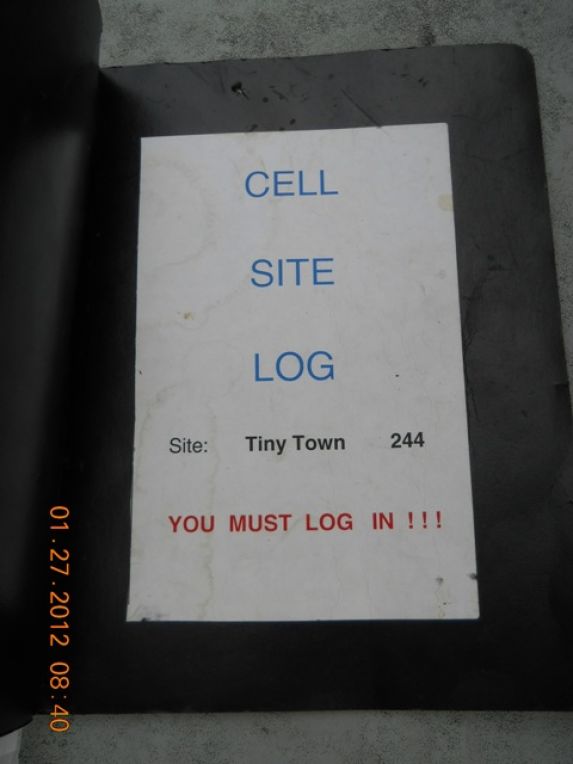 CELL
SITE
LOG
Site: Tiny Town 244
YOU MUST LOG IN !!!
01.27.2012 08:40